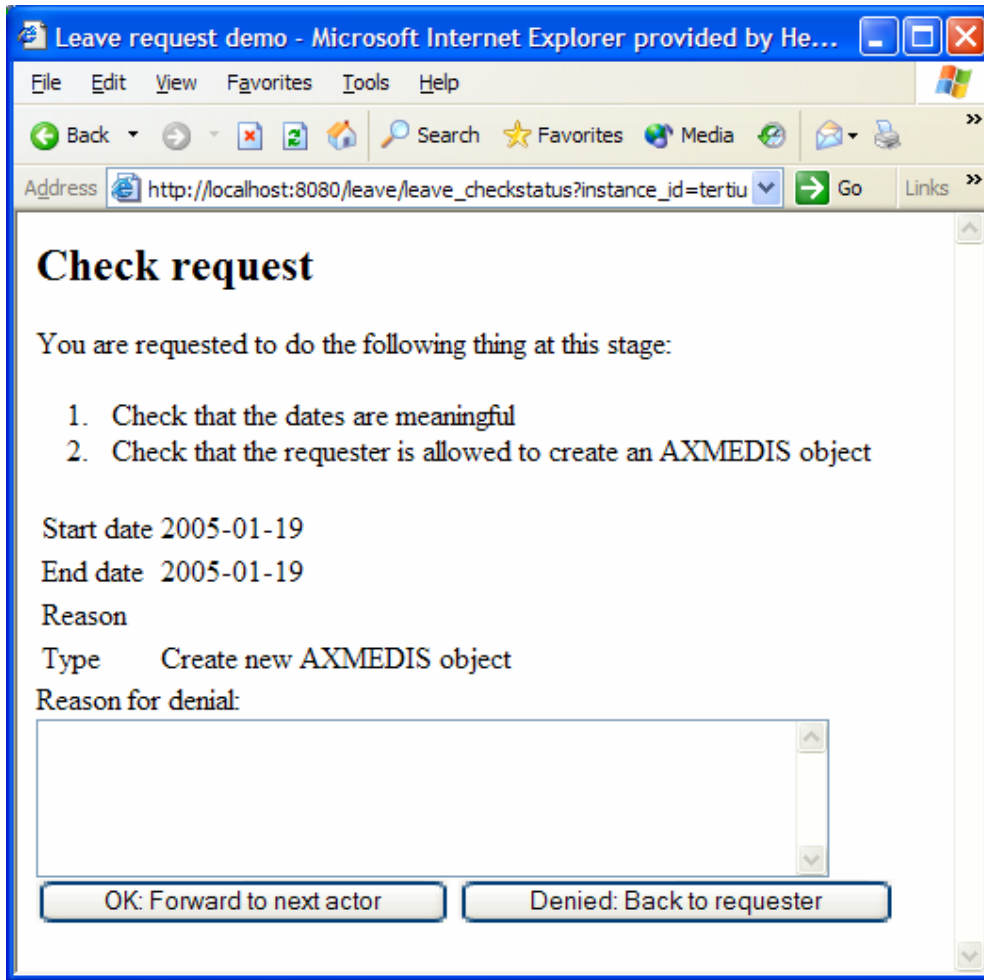 Leave request demo - Microsoft Internet Explorer provided by He...
File Edit View Favorites Tools Help
Back Search Favorites Media »
Address http://localhost:8080/leave/leave_checkstatus?instance_id=tertiu Go Links »
Check request
You are requested to do the following thing at this stage:
1. Check that the dates are meaningful
2. Check that the requester is allowed to create an AXMEDIS object
Start date 2005-01-19
End date 2005-01-19
Reason
Type Create new AXMEDIS object
Reason for denial:
OK: Forward to next actor Denied: Back to requester